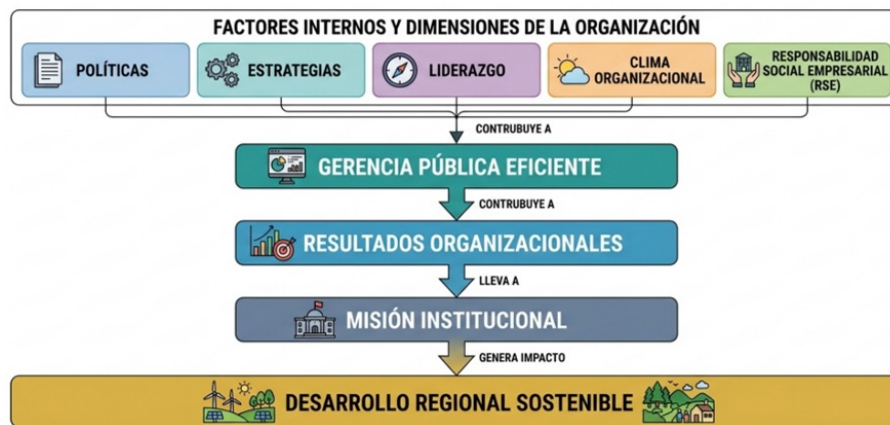 FACTORES INTERNOS Y DIMENSIONES DE LA ORGANIZACIÓN
POLÍTICAS
ESTRATEGIAS
LIDERAZGO
CLIMA
ORGANIZACIONAL
RESPONSABILIDAD
SOCIAL EMPRESARIAL
(RSE)
CONTRUBUYE A
GERENCIA PÚBLICA EFICIENTE
CONTRUBUYE A
RESULTADOS ORGANIZACIONALES
LLEVA A
MISIÓN INSTITUCIONAL
GENERA IMPACTO
DESARROLLO REGIONAL SOSTENIBLE